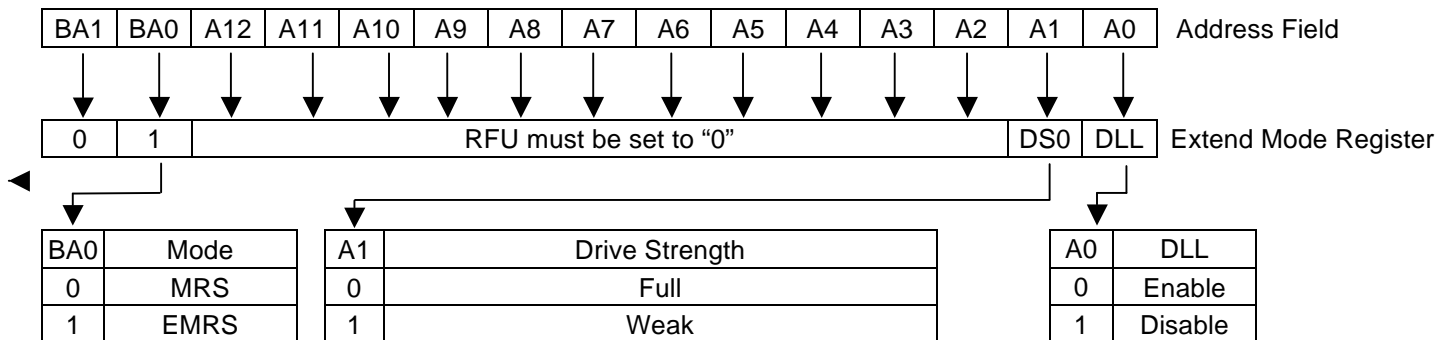 BA1 BA0 A12 A11 A10 A9 A8 A7 A6 A5 A4 A3 A2 A1 A0 Address Field
0 1 RFU must be set to “0” DS0 DLL Extend Mode Register
BA0 Mode A1 Drive Strength A0 DLL
0 MRS 0 Full 0 Enable
1 EMRS 1 Weak 1 Disable